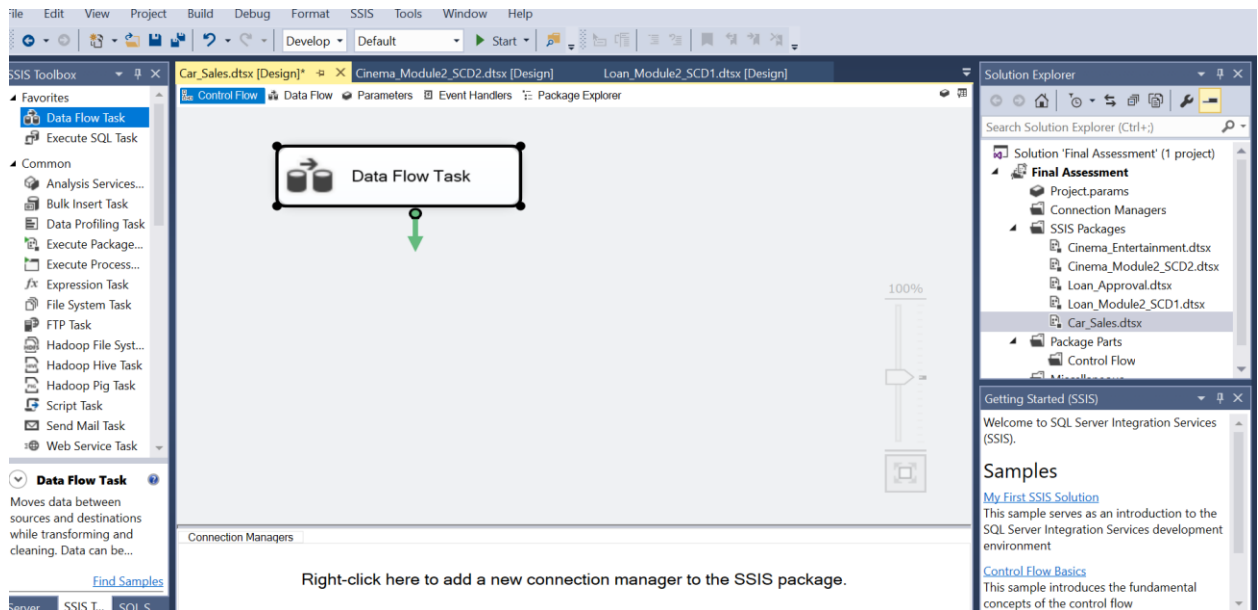 File Edit View Project Build Debug Format SSIS Tools Window Help
Develop Default Start
SSIS Toolbox
Favorites
Data Flow Task
Execute SQL Task
Common
Analysis Services...
Bulk Insert Task
Data Profiling Task
Execute Package...
Execute Process...
Expression Task
File System Task
FTP Task
Hadoop File Syst...
Hadoop Hive Task
Hadoop Pig Task
Script Task
Send Mail Task
Web Service Task
Data Flow Task
Moves data between
sources and destinations
while transforming and
cleaning. Data can be...
Find Samples
Server SSIS T... SQL S...
Car_Sales.dtsx [Design]* Cinema_Module2_SCD2.dtsx [Design] Loan_Module2_SCD1.dtsx [Design]
Control Flow Data Flow Parameters Event Handlers Package Explorer
Data Flow Task
100%
Connection Managers
Right-click here to add a new connection manager to the SSIS package.
Solution Explorer
Search Solution Explorer (Ctrl+;)
Solution 'Final Assessment' (1 project)
Final Assessment
Project.params
Connection Managers
SSIS Packages
Cinema_Entertainment.dtsx
Cinema_Module2_SCD2.dtsx
Loan_Approval.dtsx
Loan_Module2_SCD1.dtsx
Car_Sales.dtsx
Package Parts
Control Flow
Getting Started (SSIS)
Welcome to SQL Server Integration Services
(SSIS).
Samples
My First SSIS Solution
This sample serves as an introduction to the
SQL Server Integration Services development
environment
Control Flow Basics
This sample introduces the fundamental
concepts of the control flow